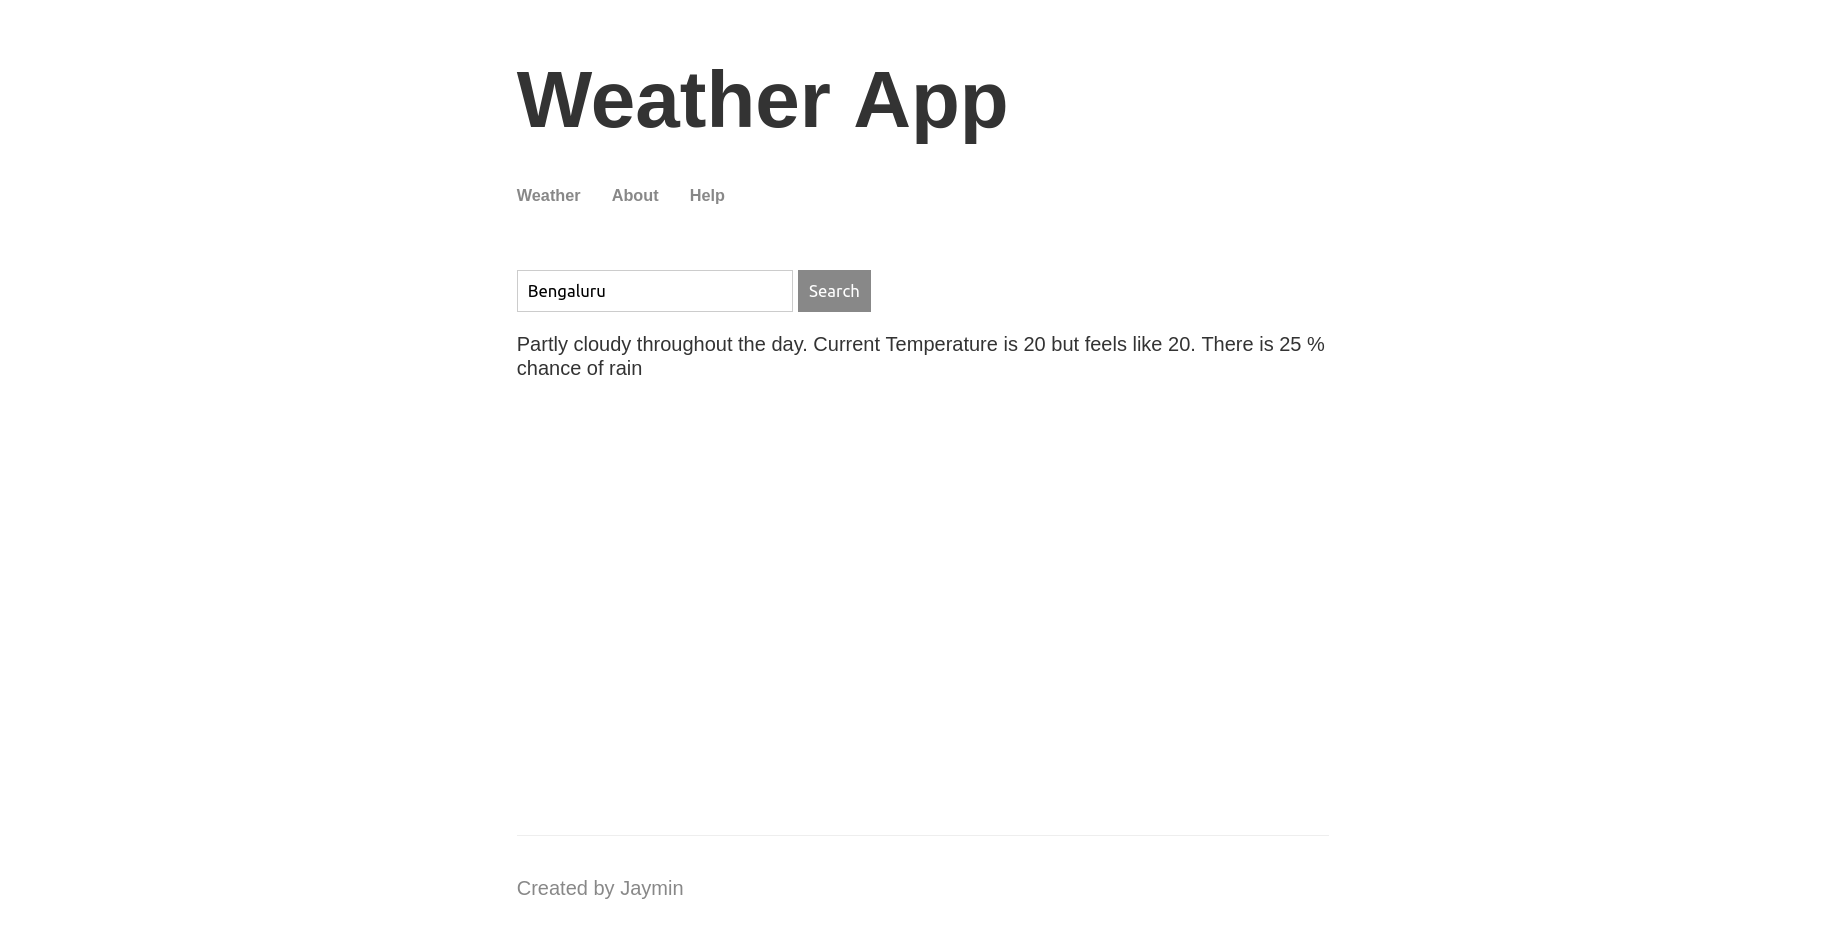 Weather App
Weather About Help
Bengaluru Search
Partly cloudy throughout the day. Current Temperature is 20 but feels like 20. There is 25 %
chance of rain
Created by Jaymin